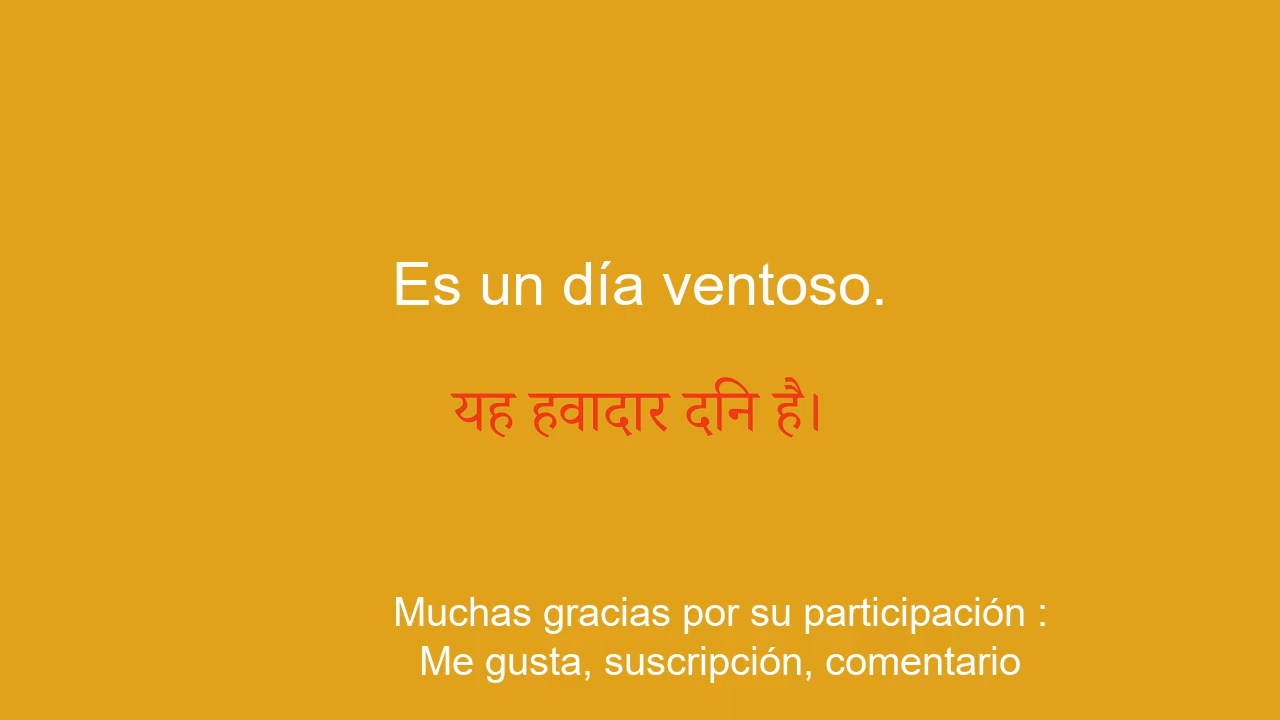 Es un día ventoso.
यह हवादार दनि है।
Muchas gracias por su participación :
Me gusta, suscripción, comentario